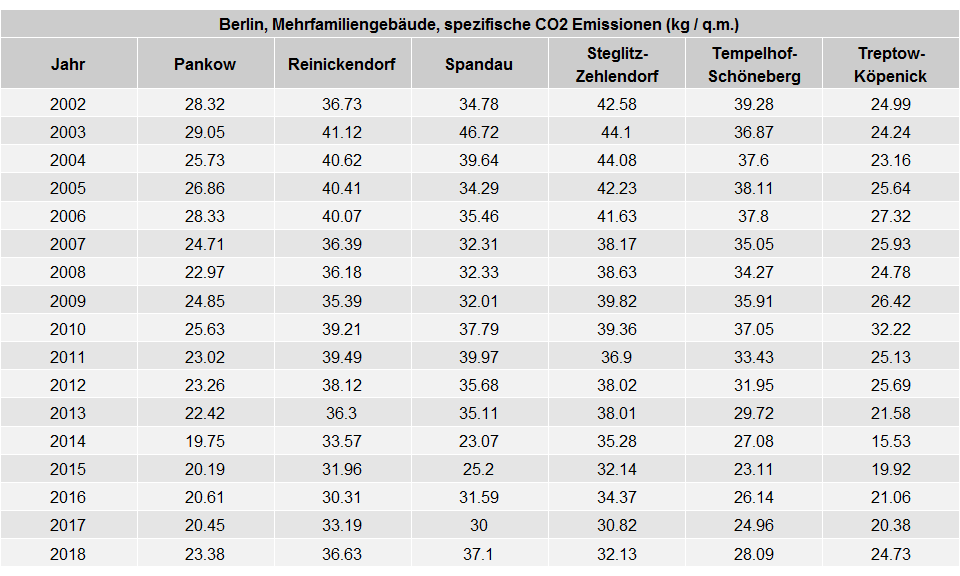 Berlin, Mehrfamiliengebäude, spezifische CO2 Emissionen (kg / q.m.)
Jahr Pankow Reinickendorf Spandau Steglitz-Zehlendorf Tempelhof-Schöneberg Treptow-Köpenick
2002 28.32 36.73 34.78 42.58 39.28 24.99
2003 29.05 41.12 46.72 44.1 36.87 24.24
2004 25.73 40.62 39.64 44.08 37.6 23.16
2005 26.86 40.41 34.29 42.23 38.11 25.64
2006 28.33 40.07 35.46 41.63 37.8 27.32
2007 24.71 36.39 32.31 38.17 35.05 25.93
2008 22.97 36.18 32.33 38.63 34.27 24.78
2009 24.85 35.39 32.01 39.82 35.91 26.42
2010 25.63 39.21 37.79 39.36 37.05 32.22
2011 23.02 39.49 39.97 36.9 33.43 25.13
2012 23.26 38.12 35.68 38.02 31.95 25.69
2013 22.42 36.3 35.11 38.01 29.72 21.58
2014 19.75 33.57 23.07 35.28 27.08 15.53
2015 20.19 31.96 25.2 32.14 23.11 19.92
2016 20.61 30.31 31.59 34.37 26.14 21.06
2017 20.45 33.19 30 30.82 24.96 20.38
2018 23.38 36.63 37.1 32.13 28.09 24.73